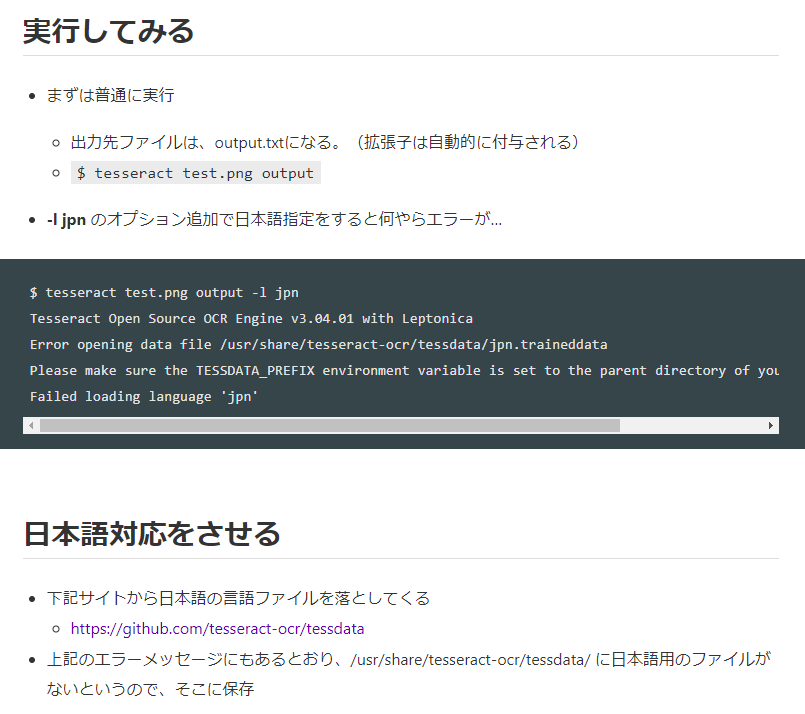 実行してみる
まずは普通に実行
出力先ファイルは、output.txtになる。（拡張子は自動的に付与される）
$ tesseract test.png output
-l jpn のオプション追加で日本語指定をすると何やらエラーが…
$ tesseract test.png output -l jpn
Tesseract Open Source OCR Engine v3.04.01 with Leptonica
Error opening data file /usr/share/tesseract-ocr/tessdata/jpn.traineddata
Please make sure the TESSDATA_PREFIX environment variable is set to the parent directory of you
Failed loading language 'jpn'
日本語対応をさせる
下記サイトから日本語の言語ファイルを落としてくる
https://github.com/tesseract-ocr/tessdata
上記のエラーメッセージにもあるとおり、/usr/share/tesseract-ocr/tessdata/ に日本語用のファイルが
ないというので、そこに保存